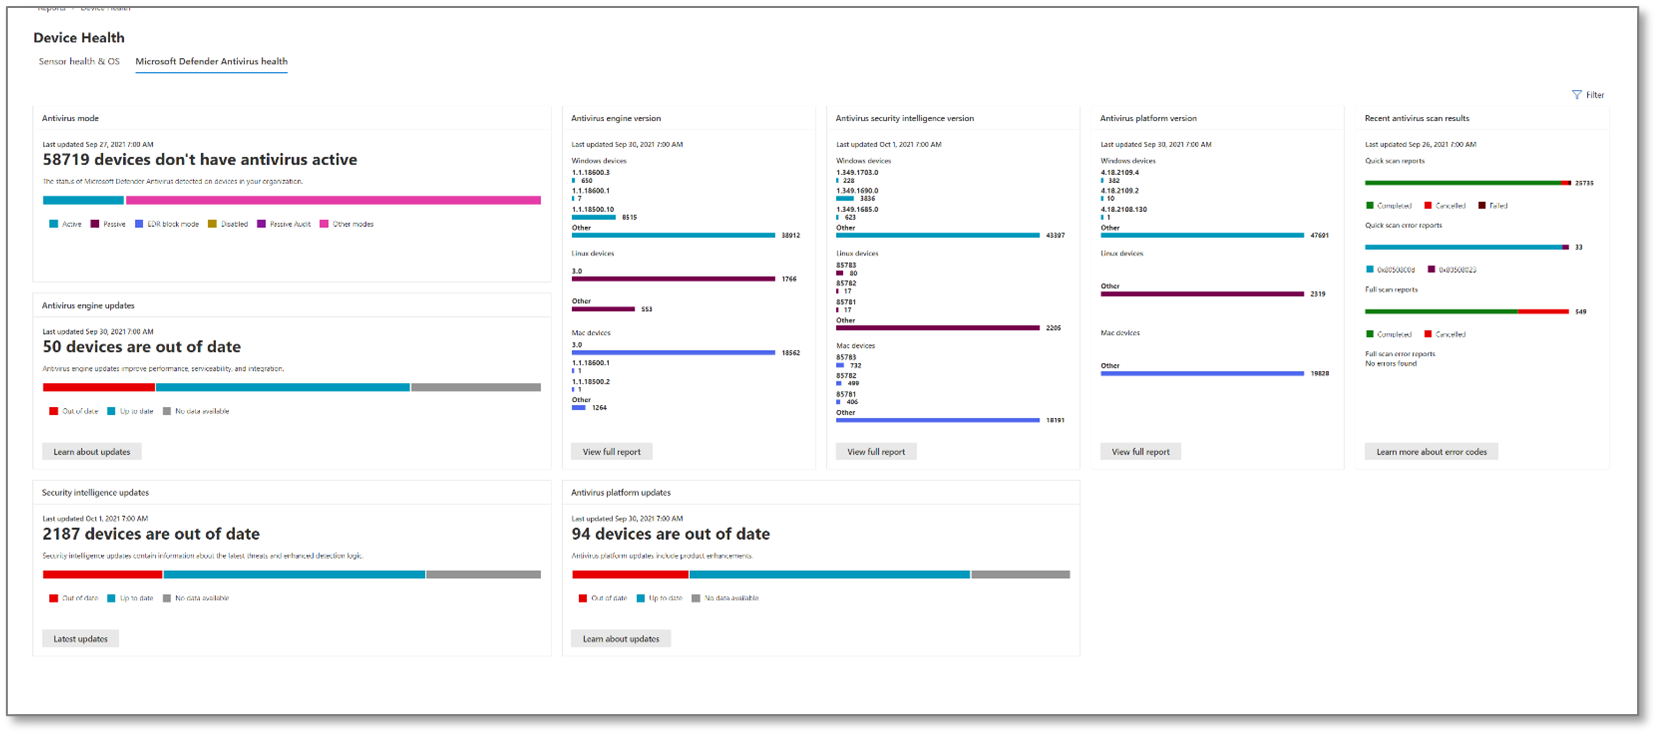 Reports > Device Health
Device Health
Sensor health & OS
Microsoft Defender Antivirus health
Filter
Antivirus mode
Last updated Sep 27, 2021 7:00 AM
58719 devices don't have antivirus active
The status of Microsoft Defender Antivirus detected on devices in your organization.
Active Passive EDR block mode Disabled Passive Audit Other modes
Antivirus engine updates
Last updated Sep 30, 2021 7:00 AM
50 devices are out of date
Antivirus engine updates improve performance, serviceability, and integration.
Out of date Up to date No data available
Learn about updates
Antivirus engine version
Last updated Sep 30, 2021 7:00 AM
Windows devices
1.1.18600.3
650
1.1.18600.1
7
1.1.18500.10
8515
Other
38912
Linux devices
3.0
1766
Other
553
Mac devices
3.0
18562
1.1.18600.1
1
1.1.18500.2
1
Other
1264
View full report
Antivirus security intelligence version
Last updated Oct 1, 2021 7:00 AM
Windows devices
1.349.1703.0
228
1.349.1690.0
3836
1.349.1685.0
623
Other
43397
Linux devices
85783
80
85782
17
85781
17
Other
2205
Mac devices
85783
732
85782
499
85781
406
Other
18191
View full report
Antivirus platform version
Last updated Sep 30, 2021 7:00 AM
Windows devices
4.18.2109.4
382
4.18.2109.2
10
4.18.2108.130
1
Other
47691
Linux devices
Other
2319
Mac devices
Other
19828
View full report
Recent antivirus scan results
Last updated Sep 26, 2021 7:00 AM
Quick scan reports
25735
Completed Cancelled Failed
Quick scan error reports
33
0x8050800d 0x80508023
Full scan reports
549
Completed Cancelled
Full scan error reports
No errors found
Learn more about error codes
Security intelligence updates
Last updated Oct 1, 2021 7:00 AM
2187 devices are out of date
Security intelligence updates contain information about the latest threats and enhanced detection logic.
Out of date Up to date No data available
Latest updates
Antivirus platform updates
Last updated Sep 30, 2021 7:00 AM
94 devices are out of date
Antivirus platform updates include product enhancements.
Out of date Up to date No data available
Learn about updates